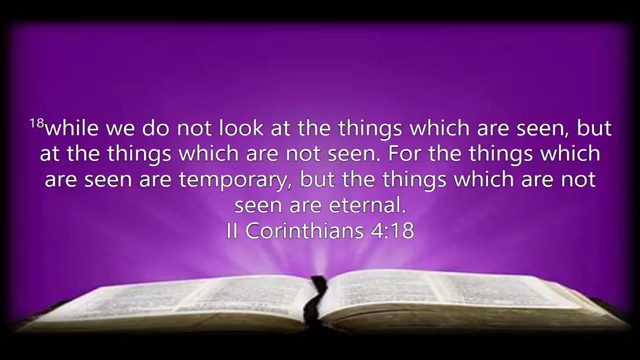 ¹⁸while we do not look at the things which are seen, but
at the things which are not seen. For the things which
are seen are temporary, but the things which are not
seen are eternal.
II Corinthians 4:18